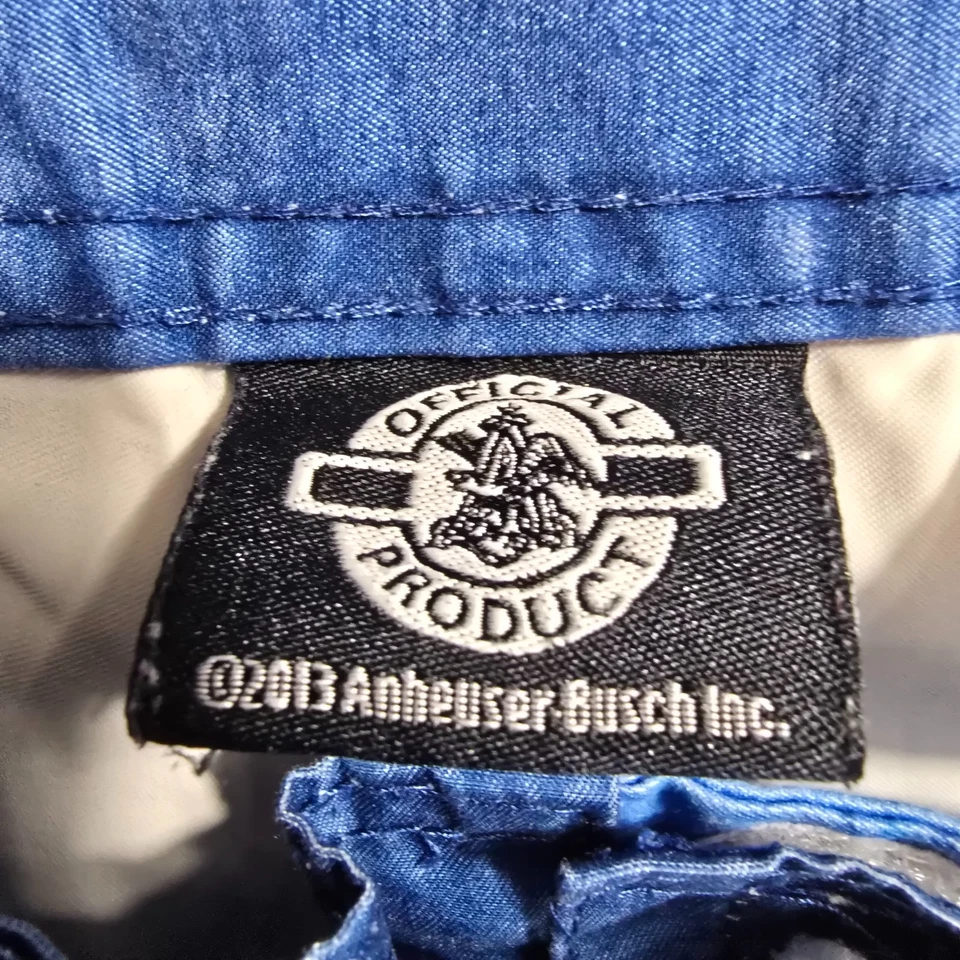 OFFICIAL
PRODUCT
©2013 Anheuser-Busch Inc.